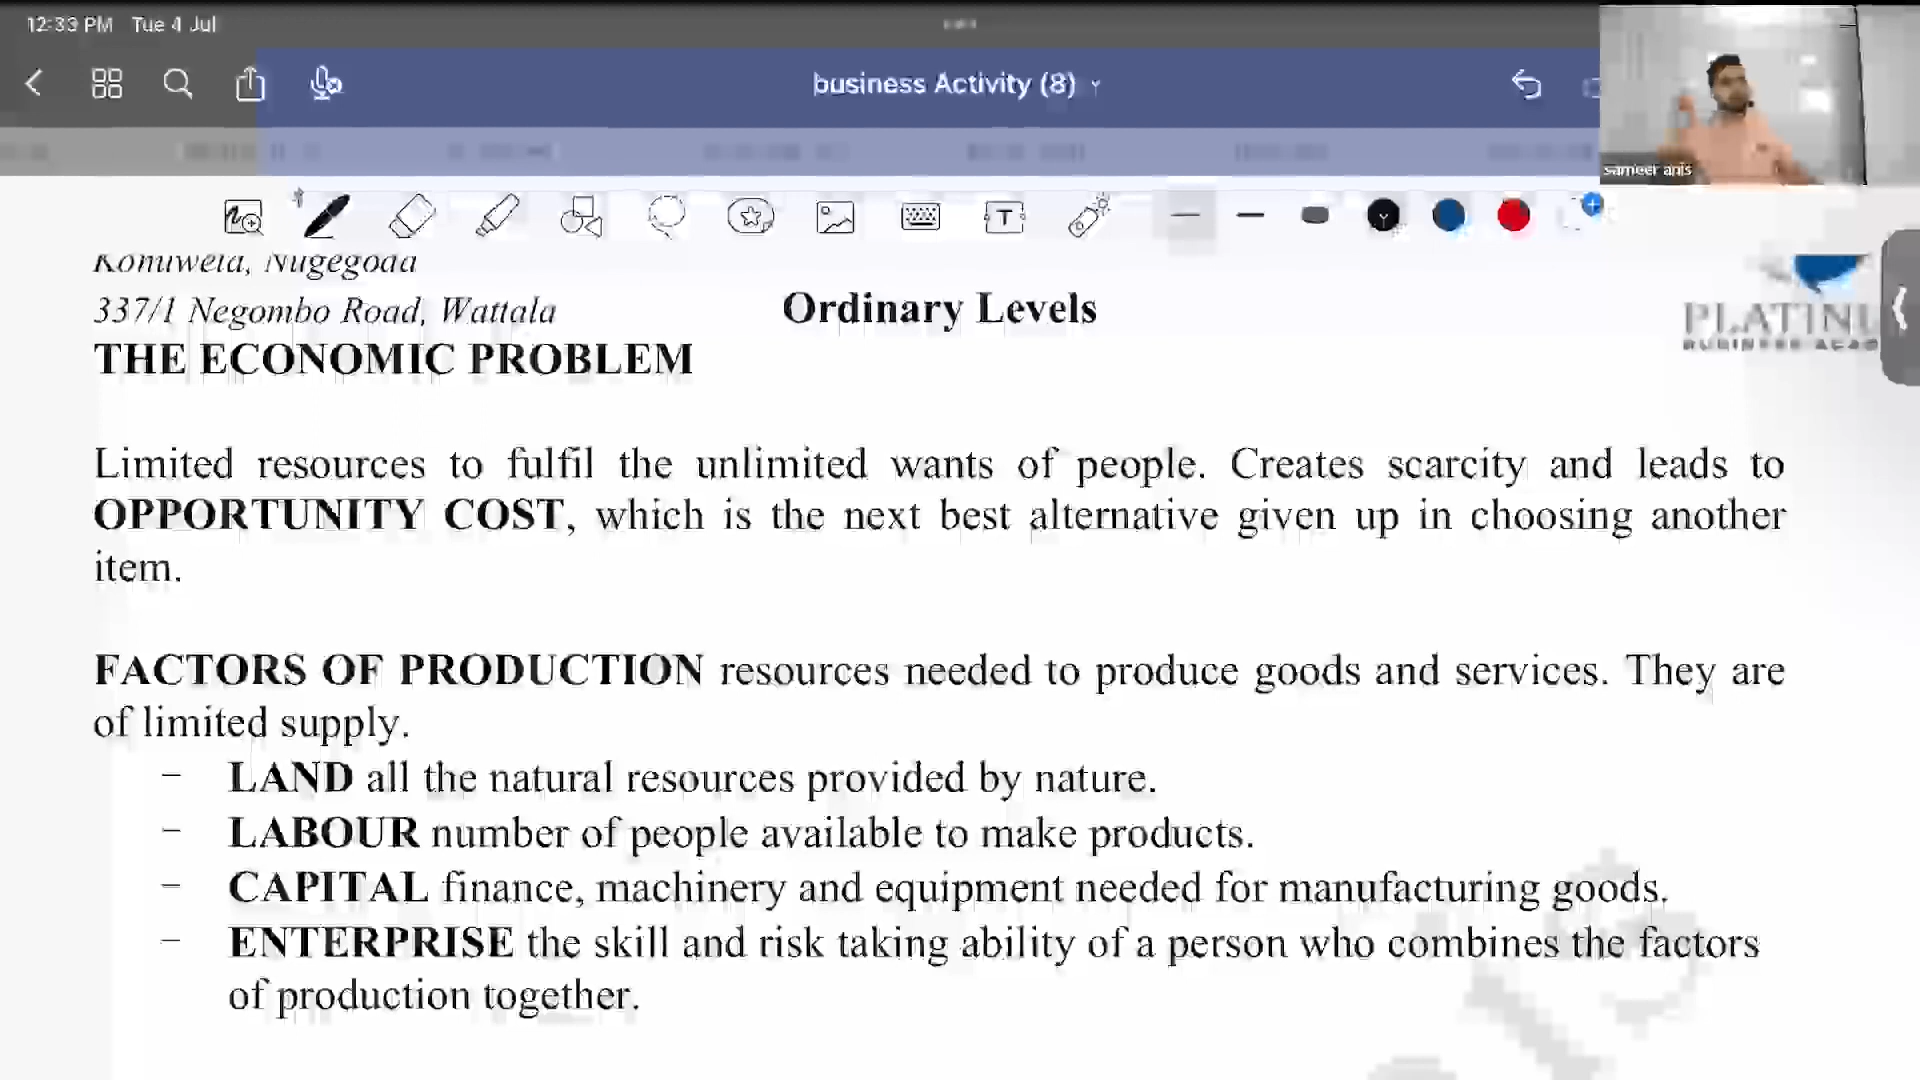 12:33 PM Tue 4 Jul
business Activity (8)
sameer anis
T
Nugegoda
337/1 Negombo Road, Wattala
Ordinary Levels
THE ECONOMIC PROBLEM
Limited resources to fulfil the unlimited wants of people. Creates scarcity and leads to
OPPORTUNITY COST, which is the next best alternative given up in choosing another
item.
FACTORS OF PRODUCTION resources needed to produce goods and services. They are
of limited supply.
– LAND all the natural resources provided by nature.
– LABOUR number of people available to make products.
– CAPITAL finance, machinery and equipment needed for manufacturing goods.
– ENTERPRISE the skill and risk taking ability of a person who combines the factors
of production together.